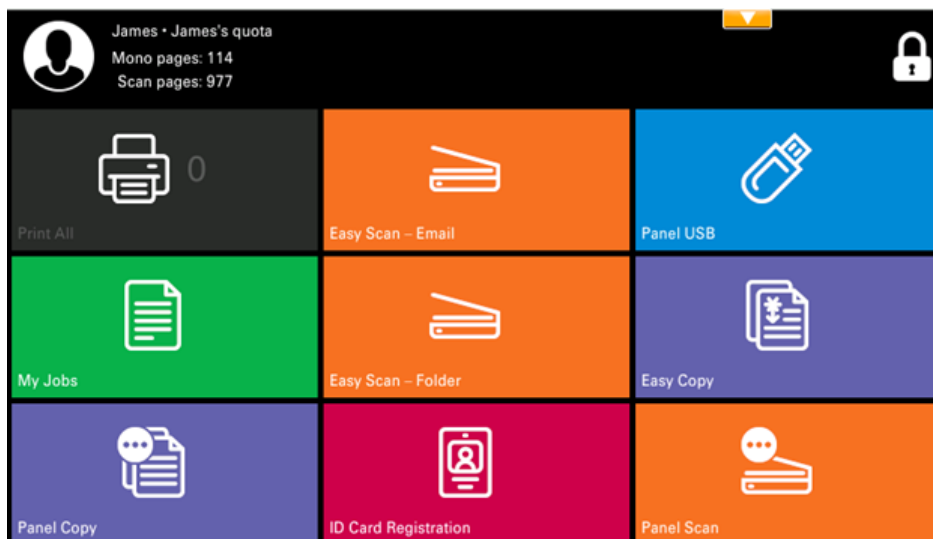 James • James's quota
Mono pages: 114
Scan pages: 977
0
Print All
Easy Scan – Email
Panel USB
My Jobs
Easy Scan – Folder
Easy Copy
Panel Copy
ID Card Registration
Panel Scan